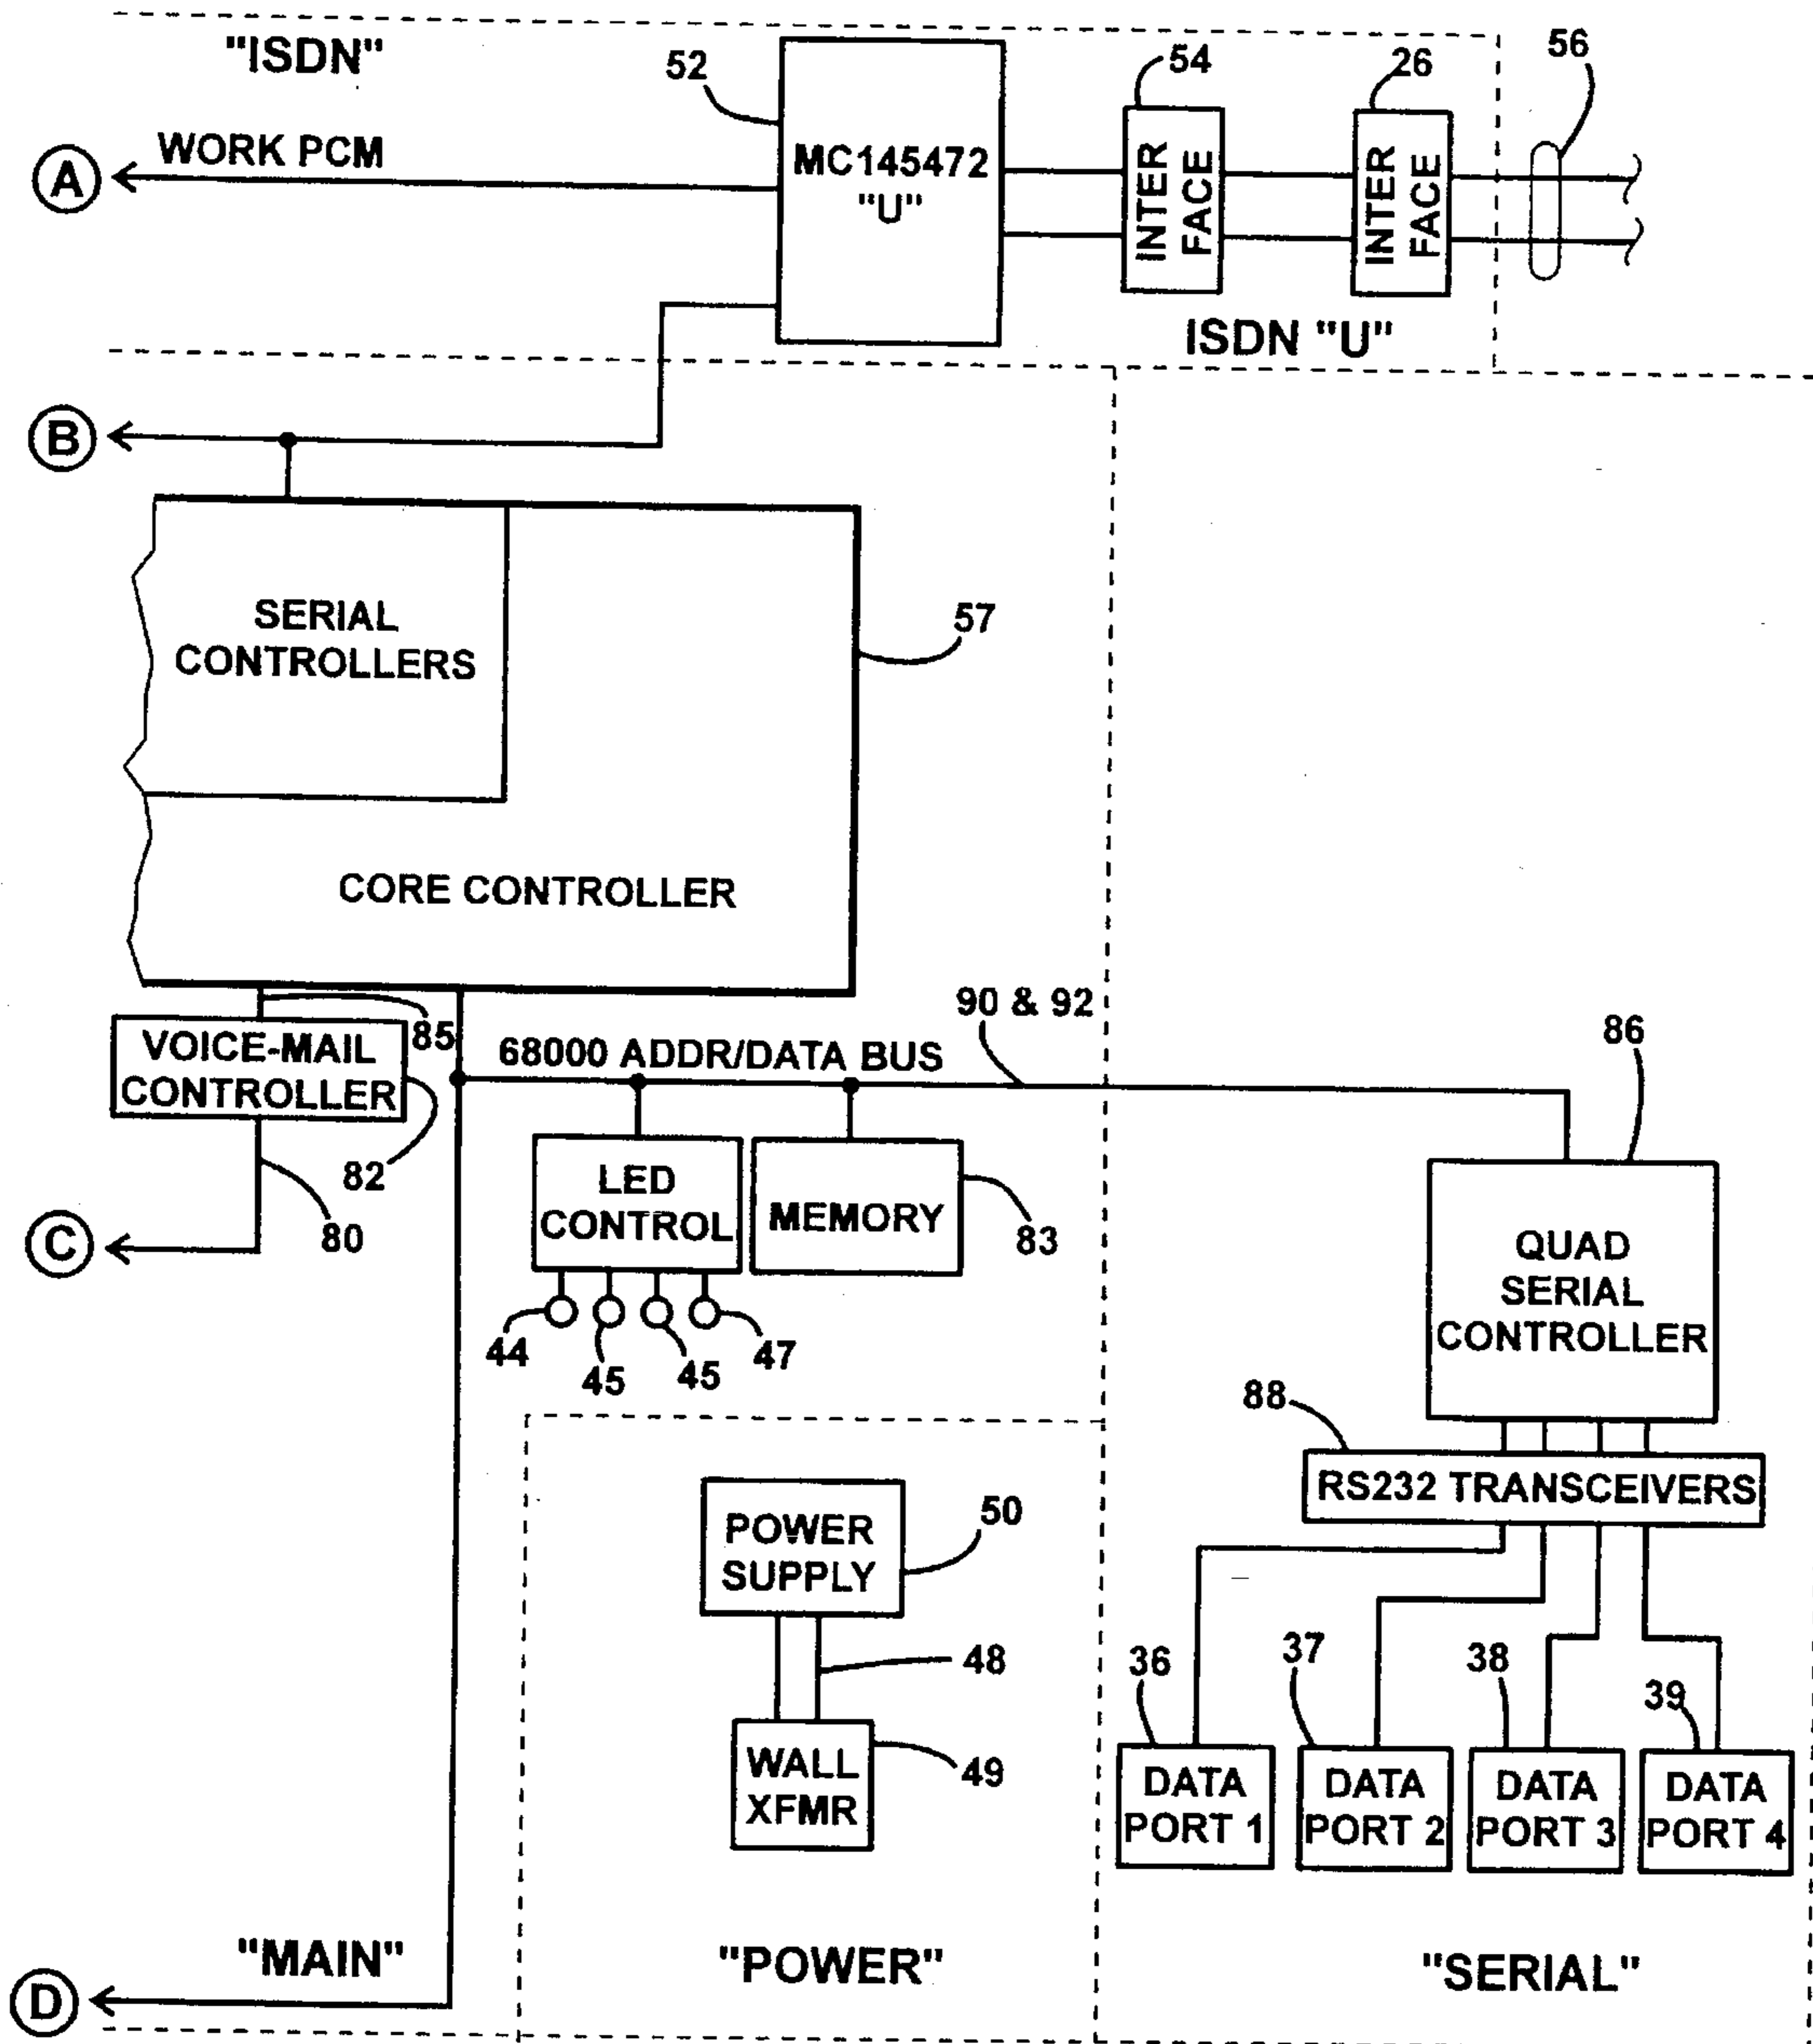 "ISDN"
52
54
26
56
A
WORK PCM
MC145472
"U"
INTER
FACE
INTER
FACE
ISDN "U"
B
SERIAL
CONTROLLERS
57
CORE CONTROLLER
85
VOICE-MAIL
CONTROLLER
82
80
C
68000 ADDR/DATA BUS
90 & 92
LED
CONTROL
MEMORY
83
44
45
45
47
86
QUAD
SERIAL
CONTROLLER
88
RS232 TRANSCEIVERS
POWER
SUPPLY
50
48
WALL
XFMR
49
36
37
38
39
DATA
PORT 1
DATA
PORT 2
DATA
PORT 3
DATA
PORT 4
D
"MAIN"
"POWER"
"SERIAL"